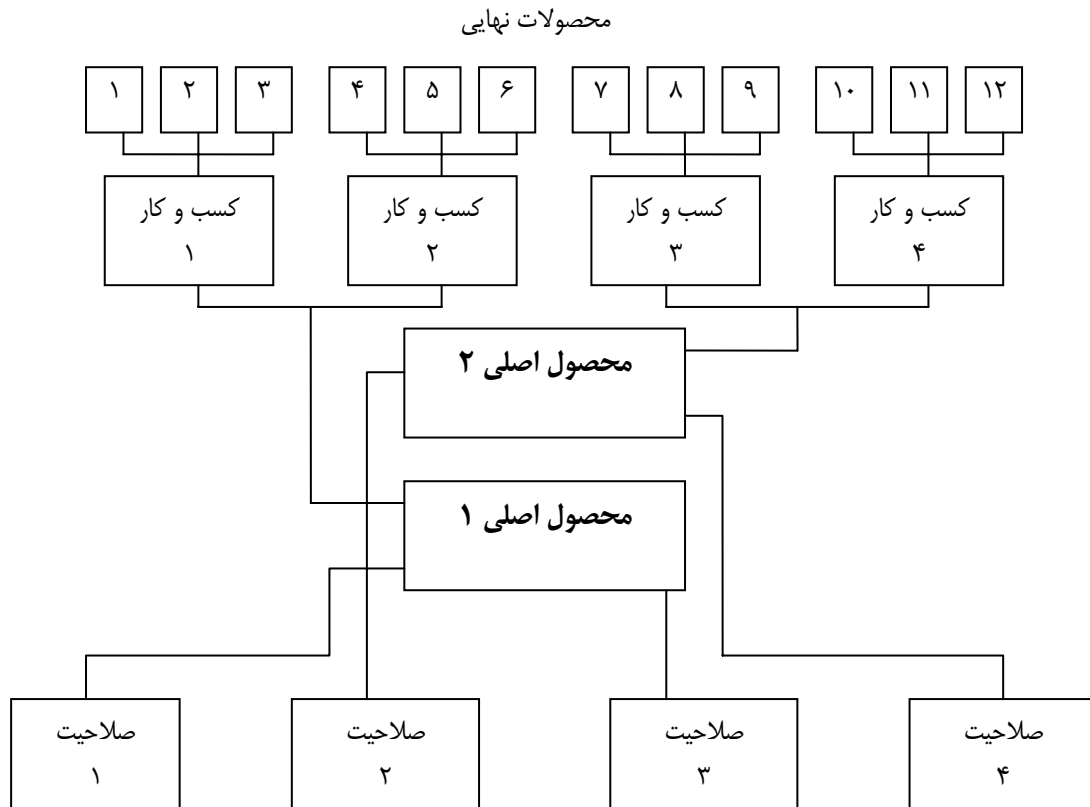 محصولات نهایی
۱ ۲ ۳ ۴ ۵ ۶ ۷ ۸ ۹ ۱۰ ۱۱ ۱۲
کسب و کار
۱
کسب و کار
۲
کسب و کار
۳
کسب و کار
۴
محصول اصلی ۲
محصول اصلی ۱
صلاحیت
۱
صلاحیت
۲
صلاحیت
۳
صلاحیت
۴